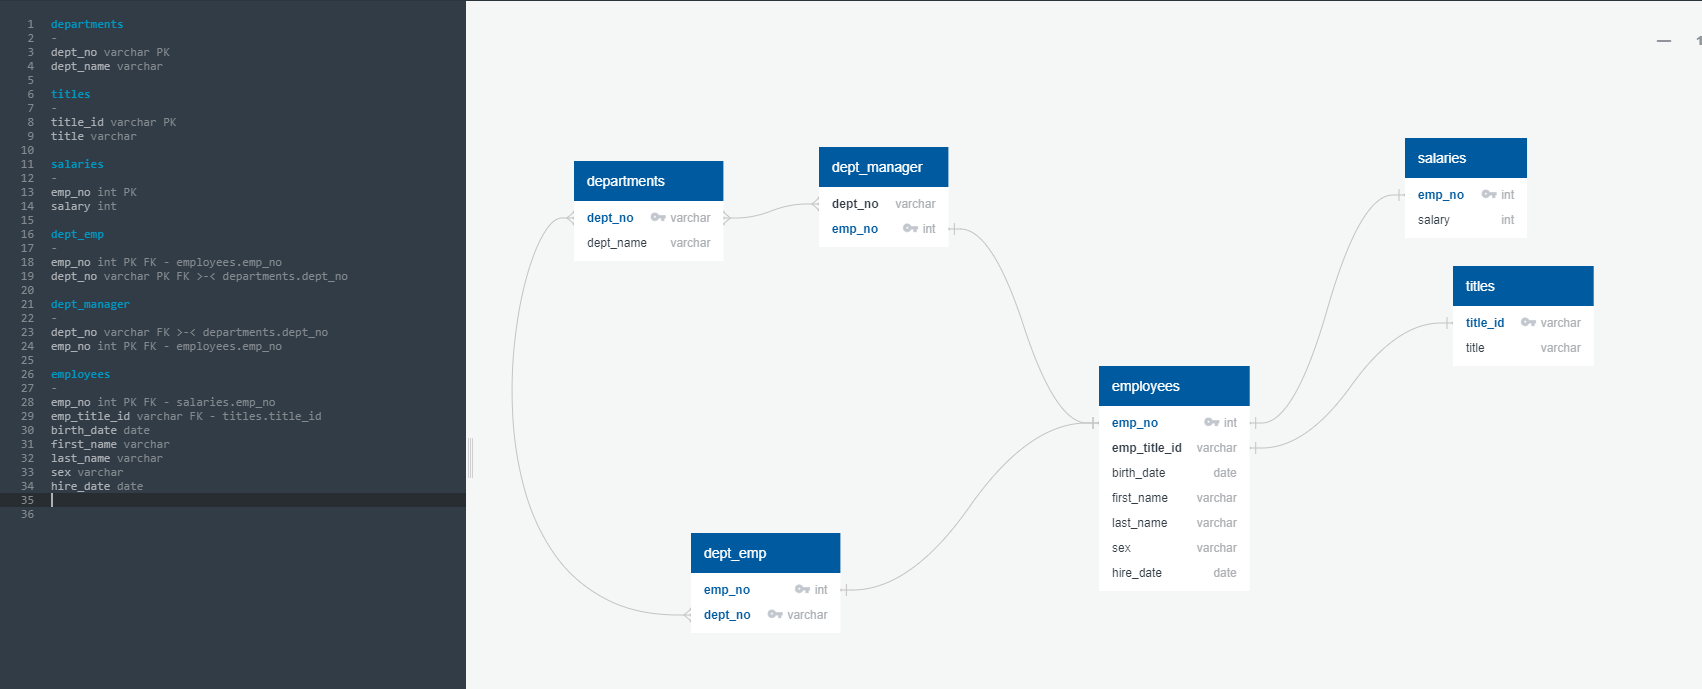 1 departments
2 -
3 dept_no varchar PK
4 dept_name varchar
5
6 titles
7 -
8 title_id varchar PK
9 title varchar
10
11 salaries
12 -
13 emp_no int PK
14 salary int
15
16 dept_emp
17 -
18 emp_no int PK FK - employees.emp_no
19 dept_no varchar PK FK >-< departments.dept_no
20
21 dept_manager
22 -
23 dept_no varchar FK >-< departments.dept_no
24 emp_no int PK FK - employees.emp_no
25
26 employees
27 -
28 emp_no int PK FK - salaries.emp_no
29 emp_title_id varchar FK - titles.title_id
30 birth_date date
31 first_name varchar
32 last_name varchar
33 sex varchar
34 hire_date date
35
36
departments
dept_no varchar
dept_name varchar
dept_manager
dept_no varchar
emp_no int
salaries
emp_no int
salary int
titles
title_id varchar
title varchar
employees
emp_no int
emp_title_id varchar
birth_date date
first_name varchar
last_name varchar
sex varchar
hire_date date
dept_emp
emp_no int
dept_no varchar